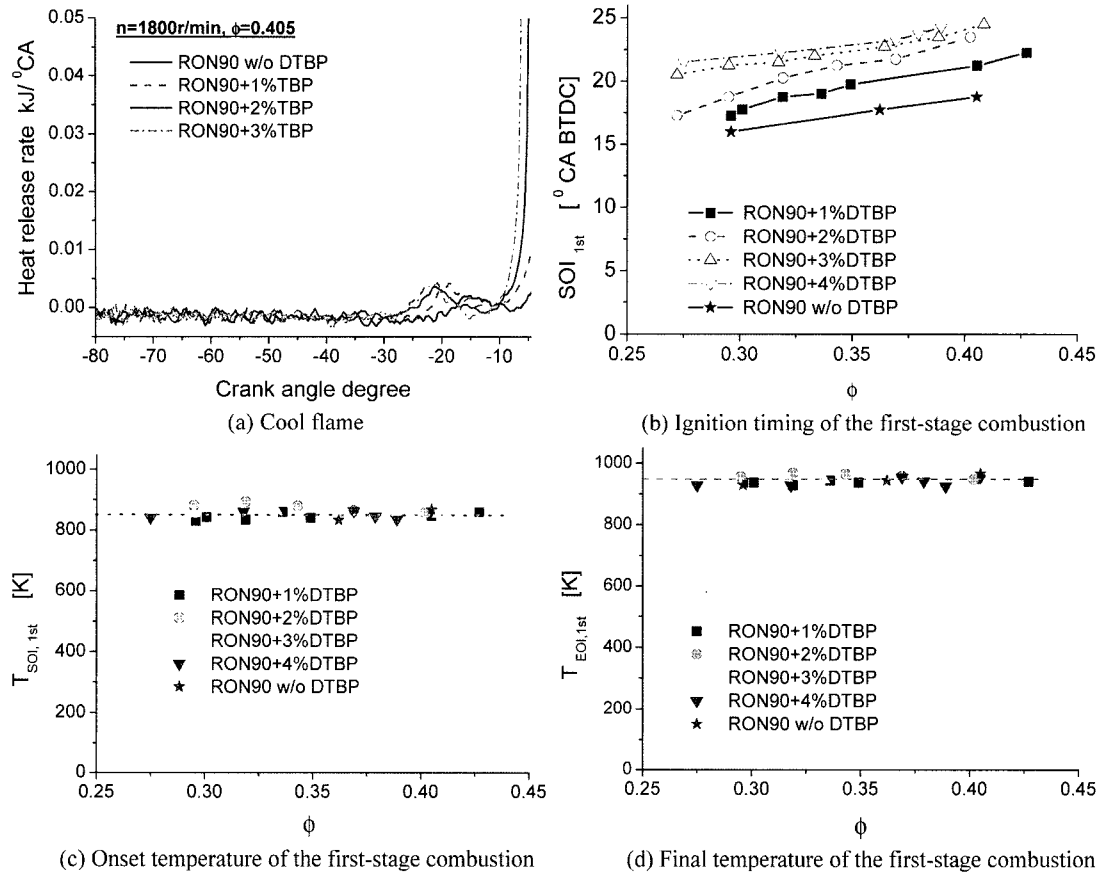 n=1800r/min, ϕ=0.405
RON90 w/o DTBP
RON90+1%TBP
RON90+2%TBP
RON90+3%TBP
Heat release rate kJ/ ⁰CA
0.05
0.04
0.03
0.02
0.01
0.00
-80 -70 -60 -50 -40 -30 -20 -10
Crank angle degree
(a) Cool flame
SOI 1st [ ⁰ CA BTDC]
25
20
15
10
5
0
RON90+1%DTBP
RON90+2%DTBP
RON90+3%DTBP
RON90+4%DTBP
RON90 w/o DTBP
0.25 0.30 0.35 0.40 0.45
ϕ
(b) Ignition timing of the first-stage combustion
T SOI, 1st [K]
1000
800
600
400
200
0
RON90+1%DTBP
RON90+2%DTBP
RON90+3%DTBP
RON90+4%DTBP
RON90 w/o DTBP
0.25 0.30 0.35 0.40 0.45
ϕ
(c) Onset temperature of the first-stage combustion
T EOI,1st [K]
1000
800
600
400
200
0
RON90+1%DTBP
RON90+2%DTBP
RON90+3%DTBP
RON90+4%DTBP
RON90 w/o DTBP
0.25 0.30 0.35 0.40 0.45
ϕ
(d) Final temperature of the first-stage combustion